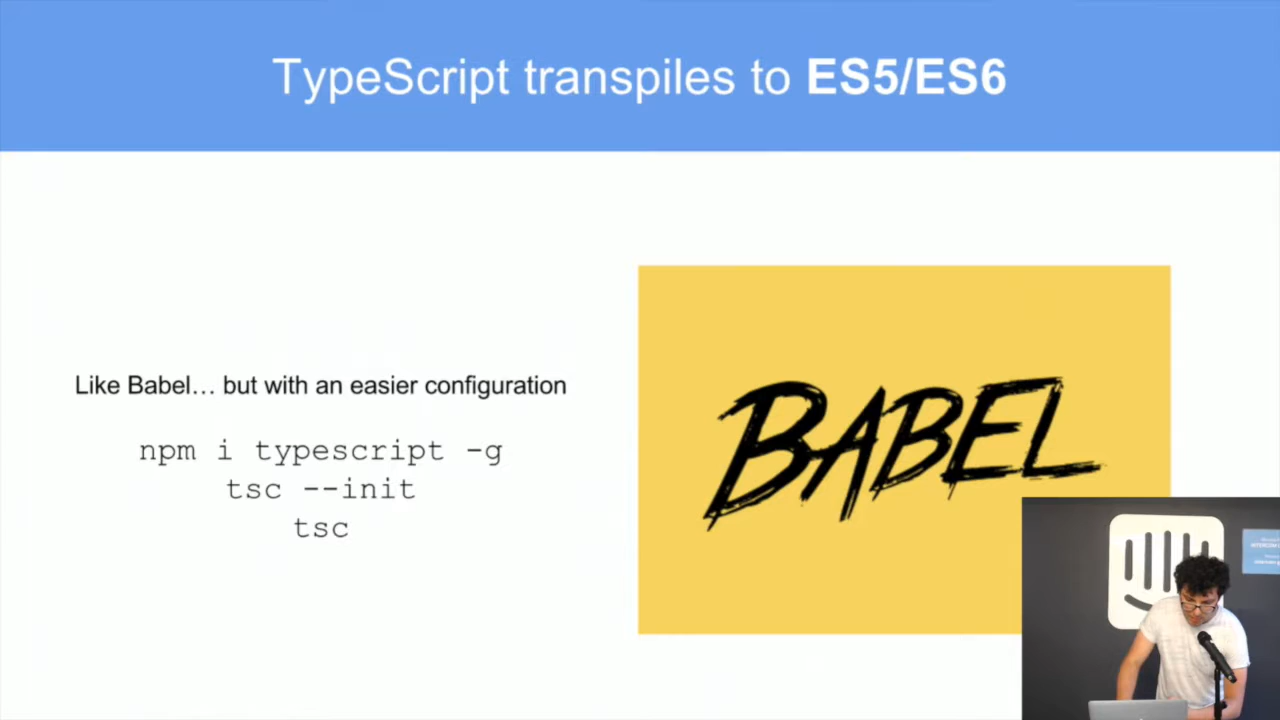 TypeScript transpiles to ES5/ES6
Like Babel... but with an easier configuration
npm i typescript -g
tsc --init
tsc
BABEL